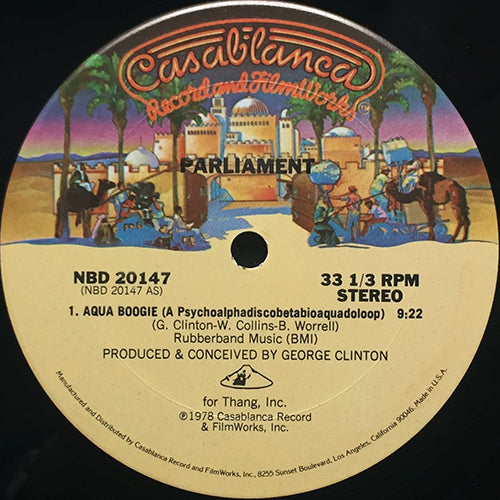 Casablanca
Record and FilmWorks TM
PARLIAMENT
NBD 20147
(NBD 20147 AS)
33 1/3 RPM
STEREO
1. AQUA BOOGIE (A Psychoalphadiscobetabioaquadoloop) 9:22
(G. Clinton-W. Collins-B. Worrell)
Rubberband Music (BMI)
PRODUCED & CONCEIVED BY GEORGE CLINTON
for Thang, Inc.
℗1978 Casablanca Record
& FilmWorks, Inc.
Manufactured and Distributed by Casablanca Record and FilmWorks, Inc., 8255 Sunset Boulevard, Los Angeles, California 90046. Made in U.S.A.